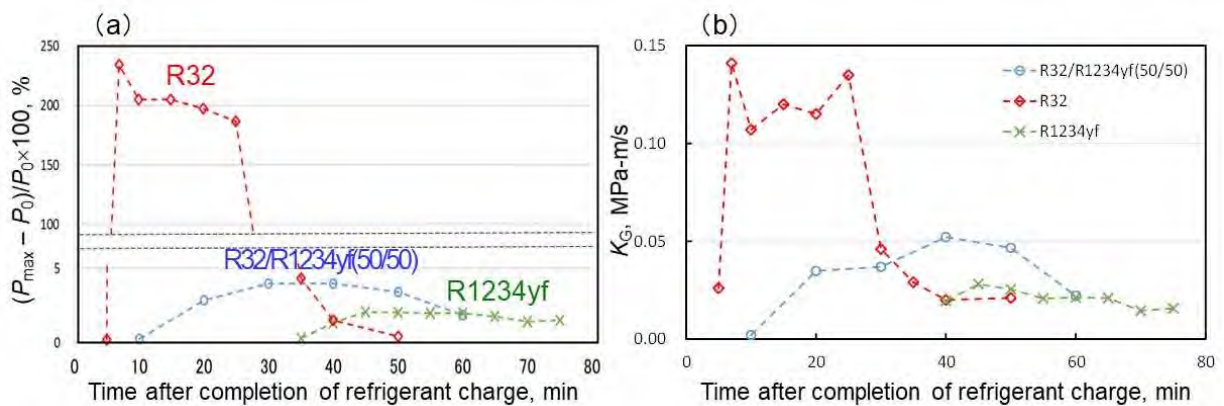 (a)
(Pmax − P0)/P0×100, %
250
200
150
100
5
0
R32
R32/R1234yf(50/50)
R1234yf
0 10 20 30 40 50 60 70 80
Time after completion of refrigerant charge, min
(b)
KG, MPa-m/s
0.15
0.10
0.05
0.00
R32/R1234yf(50/50)
R32
R1234yf
0 20 40 60 80
Time after completion of refrigerant charge, min